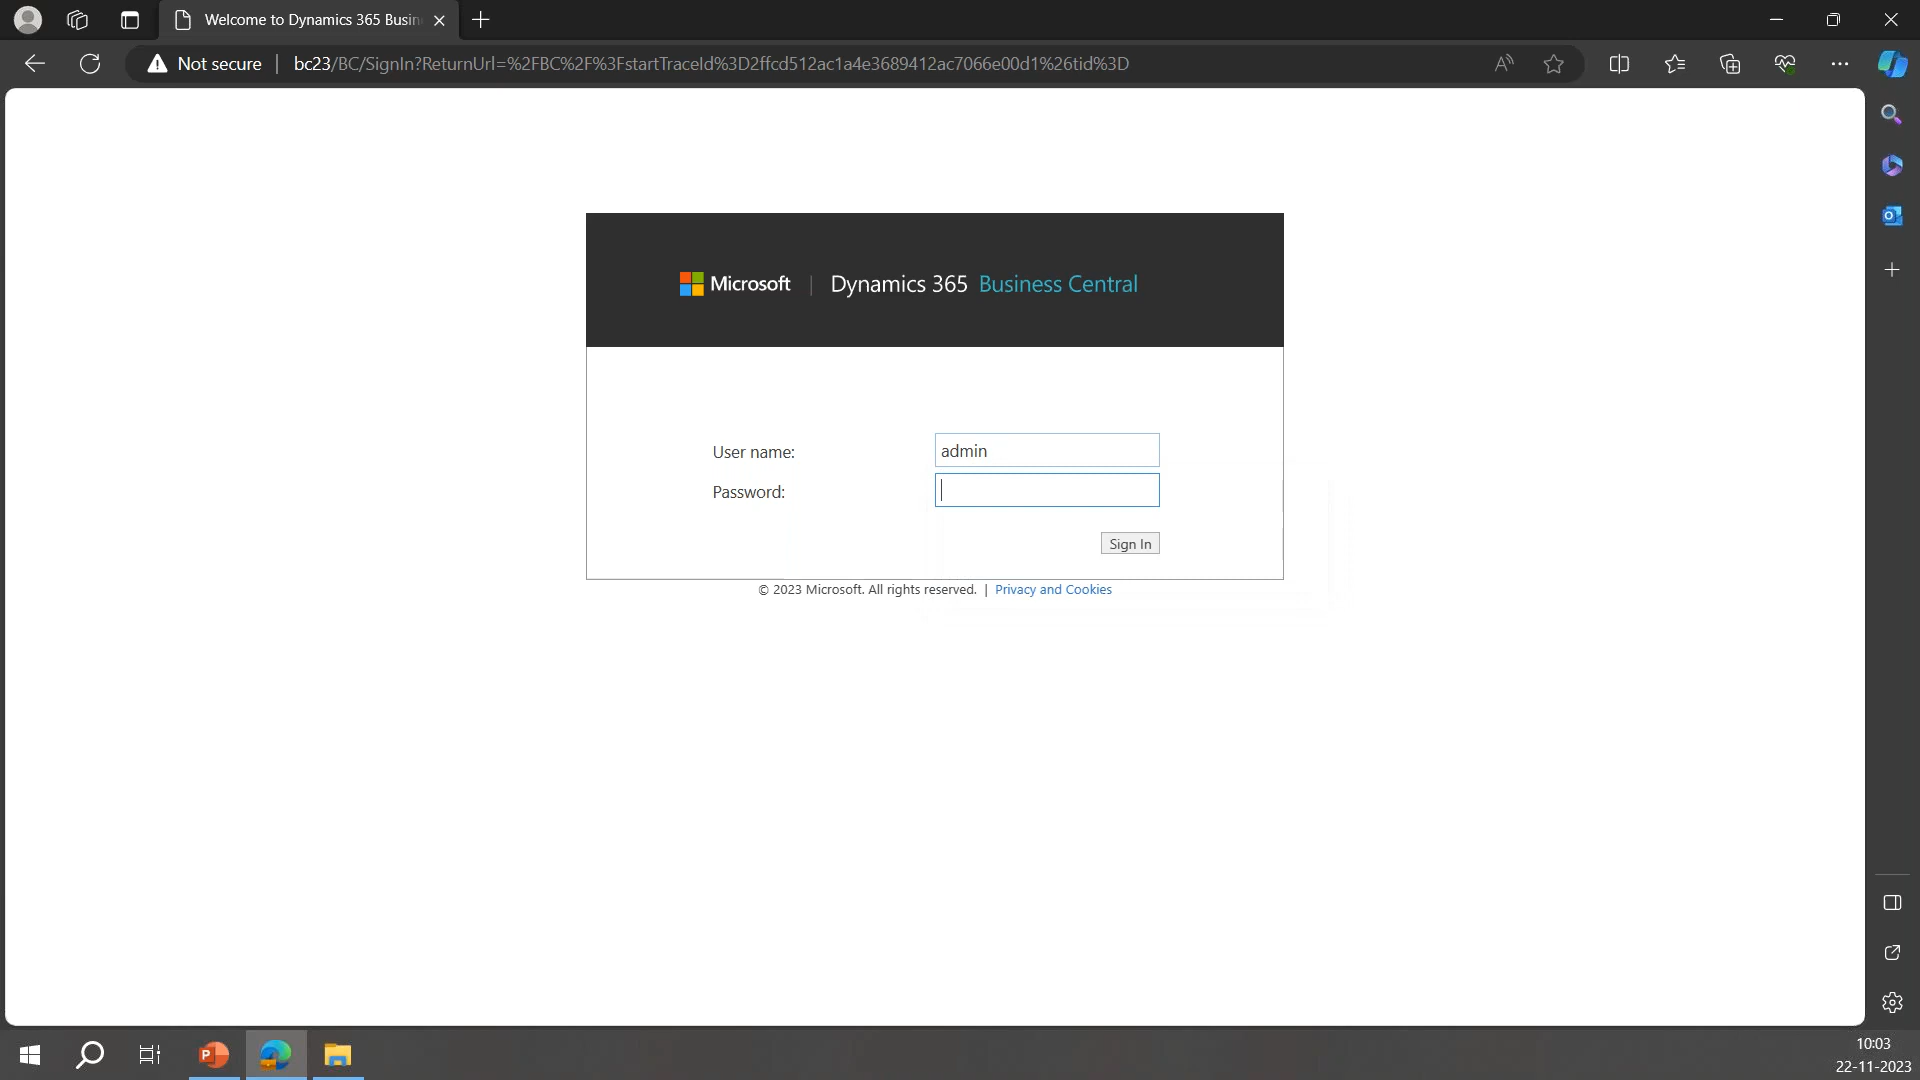 Welcome to Dynamics 365 Busin
Not secure | bc23/BC/SignIn?ReturnUrl=%2FBC%2F%3FstartTraceId%3D2ffcd512ac1a4e3689412ac7066e00d1%26tid%3D
Microsoft | Dynamics 365 Business Central
User name: admin
Password:
Sign In
© 2023 Microsoft. All rights reserved. | Privacy and Cookies
10:03
22-11-2023